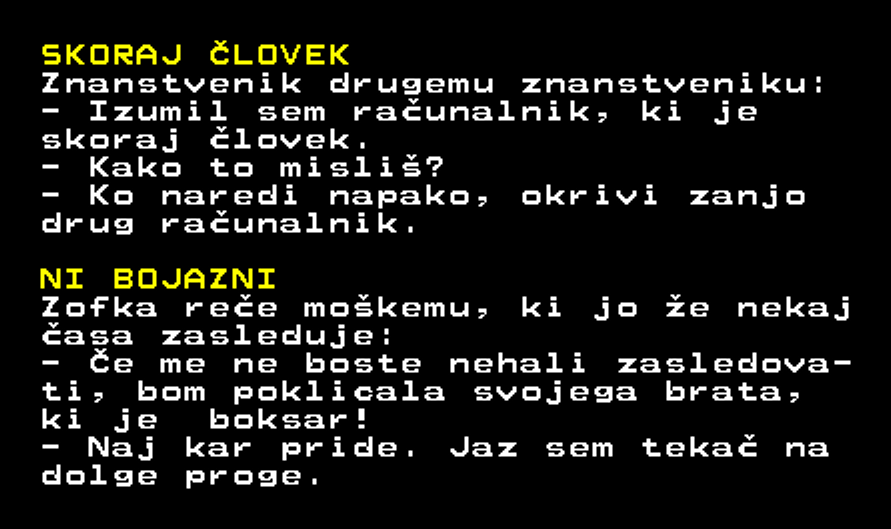 SKORAJ ČLOVEK
Znanstvenik drugemu znanstveniku:
- Izumil sem računalnik, ki je
skoraj človek.
- Kako to misliš?
- Ko naredi napako, okrivi zanjo
drug računalnik.
NI BOJAZNI
Zofka reče moškemu, ki jo že nekaj
časa zasleduje:
- Če me ne boste nehali zasledova-
ti, bom poklicala svojega brata,
ki je  boksar!
- Naj kar pride. Jaz sem tekač na
dolge proge.